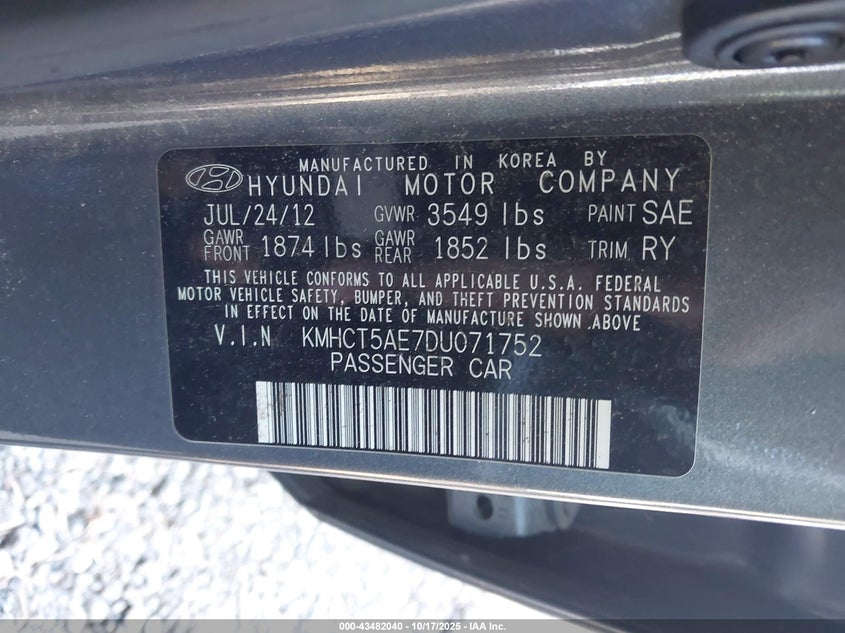 MANUFACTURED IN KOREA BY
HYUNDAI MOTOR COMPANY
JUL/24/12 GVWR 3549 lbs PAINT SAE
GAWR FRONT 1874 lbs GAWR REAR 1852 lbs TRIM RY
THIS VEHICLE CONFORMS TO ALL APPLICABLE U.S.A. FEDERAL
MOTOR VEHICLE SAFETY, BUMPER, AND THEFT PREVENTION STANDARDS
IN EFFECT ON THE DATE OF MANUFACTURE SHOWN ABOVE
V.I.N KMHCT5AE7DU071752
PASSENGER CAR
000-43482040 | 10/17/2025 - IAA Inc.